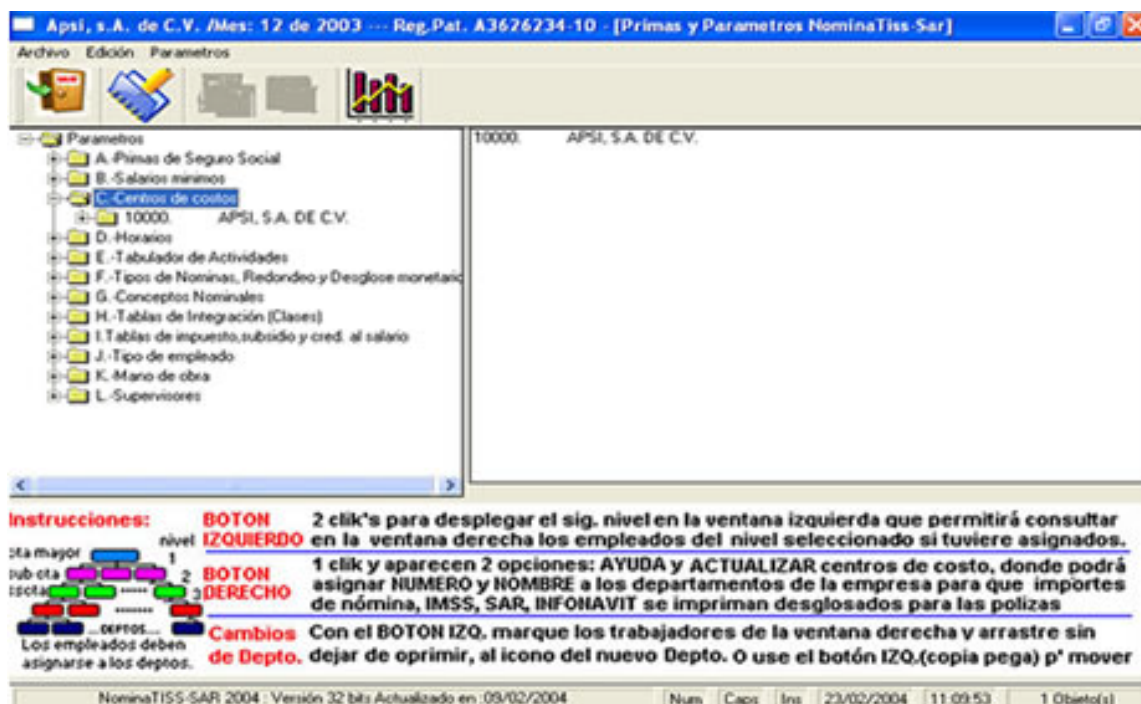 Apsi, s.A. de C.V. /Mes: 12 de 2003 --- Reg.Pat. A3626234-10 - [Primas y Parametros NominaTiss-Sar]
Archivo Edición Parametros
Parametros
A.-Primas de Seguro Social
B.-Salarios minimos
C.-Centros de costos
10000. APSI, S.A. DE C.V.
D.-Horarios
E.-Tabulador de Actividades
F.-Tipos de Nominas, Redondeo y Desglose monetario
G.-Conceptos Nominales
H.-Tablas de Integración (Clases)
I.Tablas de impuesto,subsidio y cred. al salario
J.-Tipo de empleado
K.-Mano de obra
L.-Supervisores
10000. APSI, S.A. DE C.V.
Instrucciones:
nivel
cta mayor 1
sub cta 2
sscta 3
...DEPTOS...
Los empleados deben
asignarse a los deptos.
BOTON IZQUIERDO
2 clik's para desplegar el sig. nivel en la ventana izquierda que permitirá consultar
en la ventana derecha los empleados del nivel seleccionado si tuviere asignados.
BOTON DERECHO
1 clik y aparecen 2 opciones: AYUDA y ACTUALIZAR centros de costo, donde podrá
asignar NUMERO y NOMBRE a los departamentos de la empresa para que importes
de nómina, IMSS, SAR, INFONAVIT se impriman desglosados para las polizas
Cambios de Depto.
Con el BOTON IZQ. marque los trabajadores de la ventana derecha y arrastre sin
dejar de oprimir, al icono del nuevo Depto. O use el botón IZQ.(copia pega) p' mover
NominaTISS-SAR 2004 : Versión 32 bits Actualizado en :09/02/2004 Num Caps Ins 23/02/2004 11:09:53 1 Objeto(s)